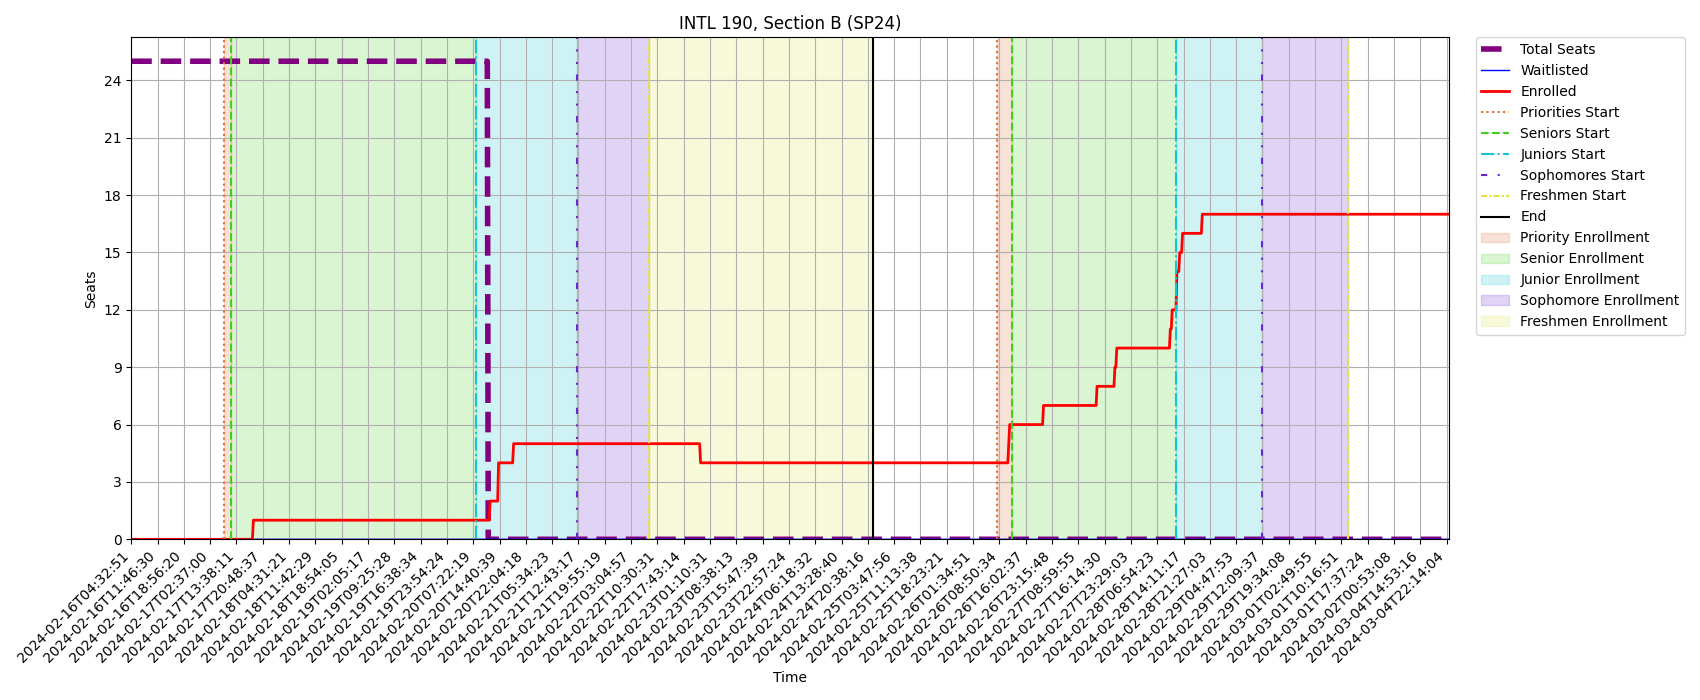 INTL 190, Section B (SP24)
Seats
24
21
18
15
12
9
6
3
0
2024-02-16T04:32:51
2024-02-16T11:46:30
2024-02-16T18:56:20
2024-02-17T02:37:00
2024-02-17T13:38:11
2024-02-17T20:48:37
2024-02-18T04:31:21
2024-02-18T11:42:29
2024-02-18T18:54:05
2024-02-19T02:05:17
2024-02-19T09:25:28
2024-02-19T16:38:34
2024-02-19T23:54:24
2024-02-20T07:22:19
2024-02-20T14:40:39
2024-02-20T22:04:18
2024-02-21T05:34:23
2024-02-21T12:43:17
2024-02-21T19:55:19
2024-02-22T03:04:57
2024-02-22T10:30:31
2024-02-22T17:43:14
2024-02-23T01:10:31
2024-02-23T08:38:13
2024-02-23T15:47:39
2024-02-23T22:57:24
2024-02-24T06:18:32
2024-02-24T13:28:40
2024-02-24T20:38:16
2024-02-25T03:47:56
2024-02-25T11:13:38
2024-02-25T18:23:21
2024-02-26T01:34:51
2024-02-26T08:50:34
2024-02-26T16:02:37
2024-02-26T23:15:48
2024-02-27T08:59:55
2024-02-27T16:14:30
2024-02-27T23:29:03
2024-02-28T06:54:23
2024-02-28T14:11:17
2024-02-28T21:27:03
2024-02-29T04:47:53
2024-02-29T12:09:37
2024-02-29T19:34:08
2024-03-01T02:49:55
2024-03-01T10:16:51
2024-03-01T17:37:24
2024-03-02T00:53:08
2024-03-04T14:53:16
2024-03-04T22:14:04
Time
Total Seats
Waitlisted
Enrolled
Priorities Start
Seniors Start
Juniors Start
Sophomores Start
Freshmen Start
End
Priority Enrollment
Senior Enrollment
Junior Enrollment
Sophomore Enrollment
Freshmen Enrollment